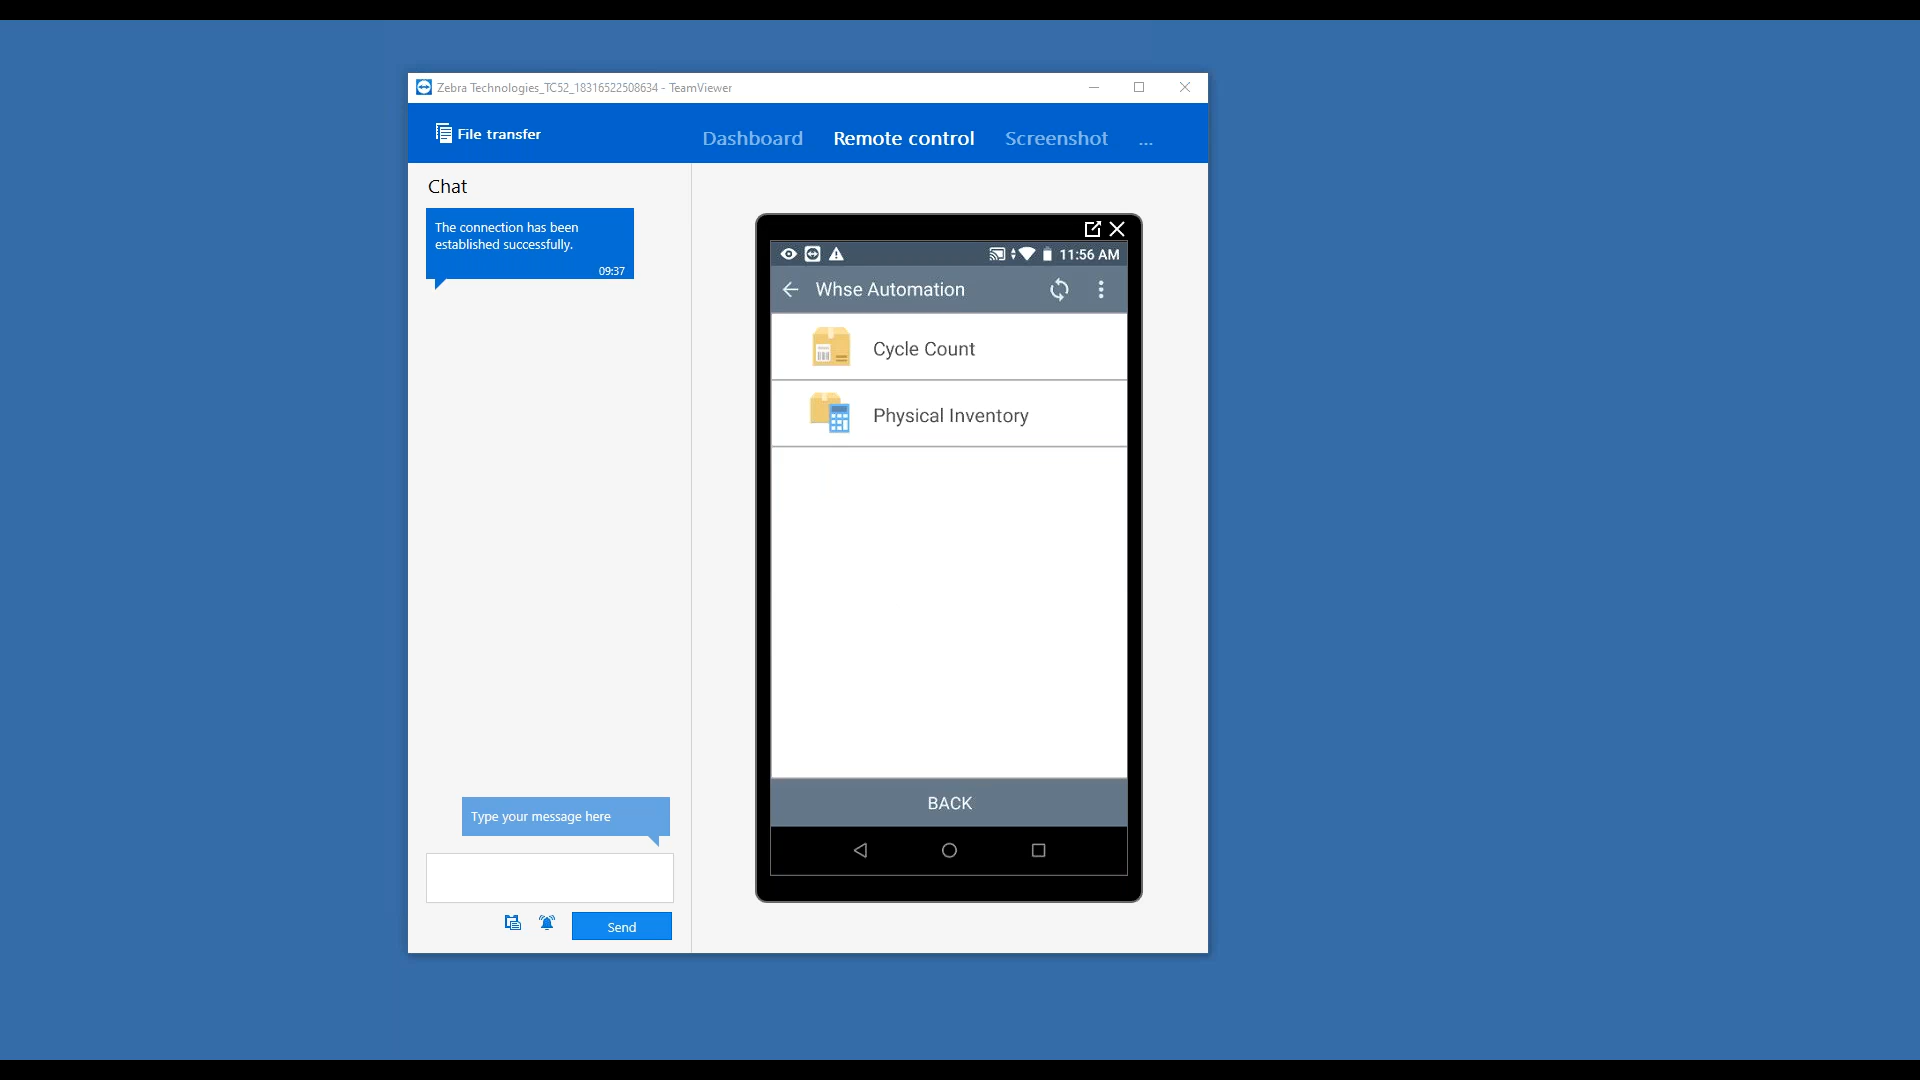 Zebra Technologies_TC52_18316522508634 - TeamViewer
File transfer
Dashboard
Remote control
Screenshot
...
Chat
The connection has been
established successfully.
09:37
11:56 AM
Whse Automation
Cycle Count
Physical Inventory
BACK
Type your message here
Send